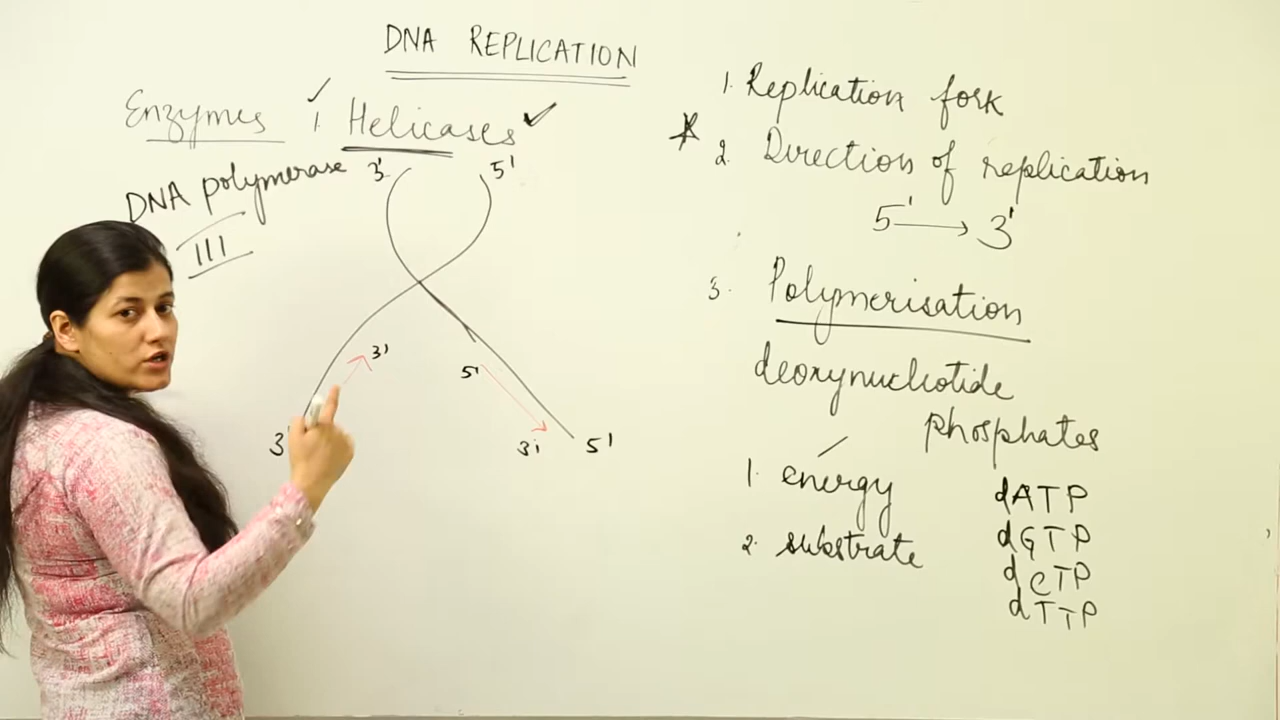 DNA REPLICATION
Enzymes 1. Helicases
DNA polymerase
III
3' 5'
3'
5'
3'
3'
5'
1. Replication fork
2. Direction of replication
5' → 3'
3. Polymerisation
deoxynucleotide
phosphates
1. energy
2. substrate
dATP
dGTP
dCTP
dTTP